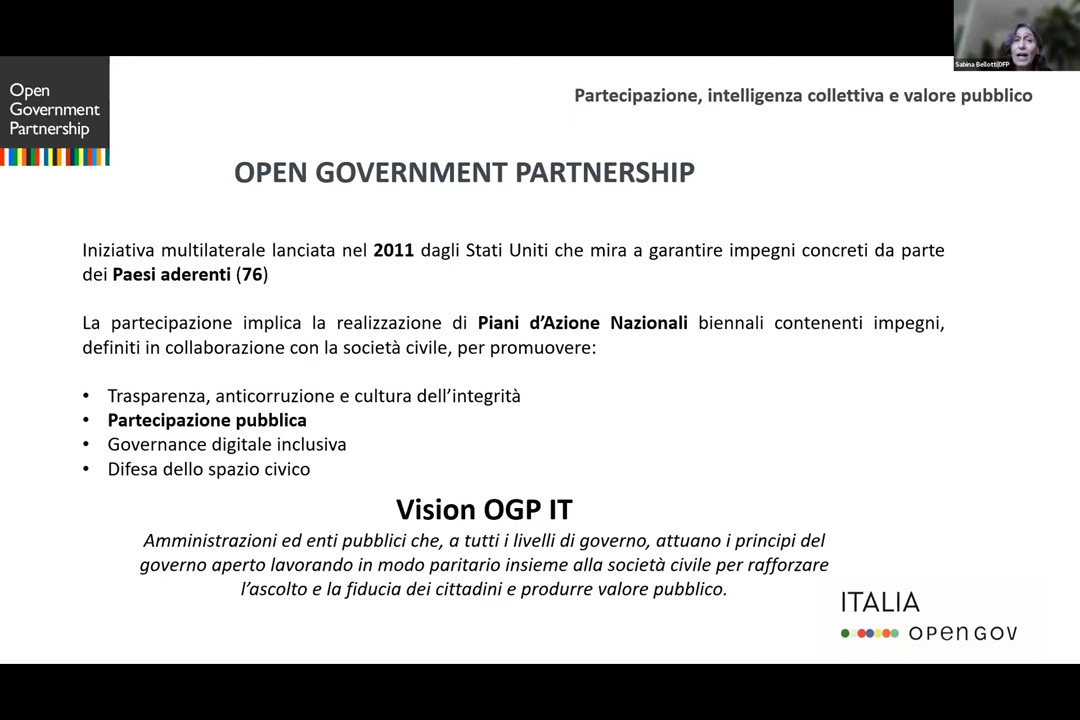 Sabina Bellotti|DFP
Open
Government
Partnership
Partecipazione, intelligenza collettiva e valore pubblico
OPEN GOVERNMENT PARTNERSHIP
Iniziativa multilaterale lanciata nel 2011 dagli Stati Uniti che mira a garantire impegni concreti da parte
dei Paesi aderenti (76)
La partecipazione implica la realizzazione di Piani d’Azione Nazionali biennali contenenti impegni,
definiti in collaborazione con la società civile, per promuovere:
• Trasparenza, anticorruzione e cultura dell’integrità
• Partecipazione pubblica
• Governance digitale inclusiva
• Difesa dello spazio civico
Vision OGP IT
Amministrazioni ed enti pubblici che, a tutti i livelli di governo, attuano i principi del
governo aperto lavorando in modo paritario insieme alla società civile per rafforzare
l’ascolto e la fiducia dei cittadini e produrre valore pubblico.
ITALIA
OPEN GOV